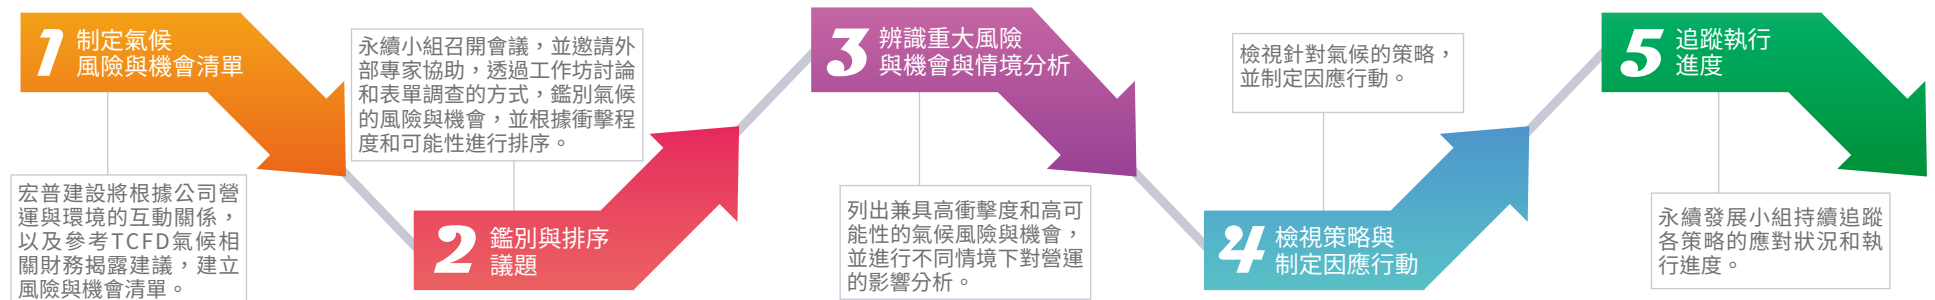 1
制定氣候
風險與機會清單
宏普建設將根據公司營
運與環境的互動關係，
以及參考TCFD氣候相
關財務揭露建議，建立
風險與機會清單。
2
鑑別與排序
議題
永續小組召開會議，並邀請外
部專家協助，透過工作坊討論
和表單調查的方式，鑑別氣候
的風險與機會，並根據衝擊程
度和可能性進行排序。
3
辨識重大風險
與機會與情境分析
列出兼具高衝擊度和高可
能性的氣候風險與機會，
並進行不同情境下對營運
的影響分析。
4
檢視策略與
制定因應行動
檢視針對氣候的策略，
並制定因應行動。
5
追蹤執行
進度
永續發展小組持續追蹤
各策略的應對狀況和執
行進度。